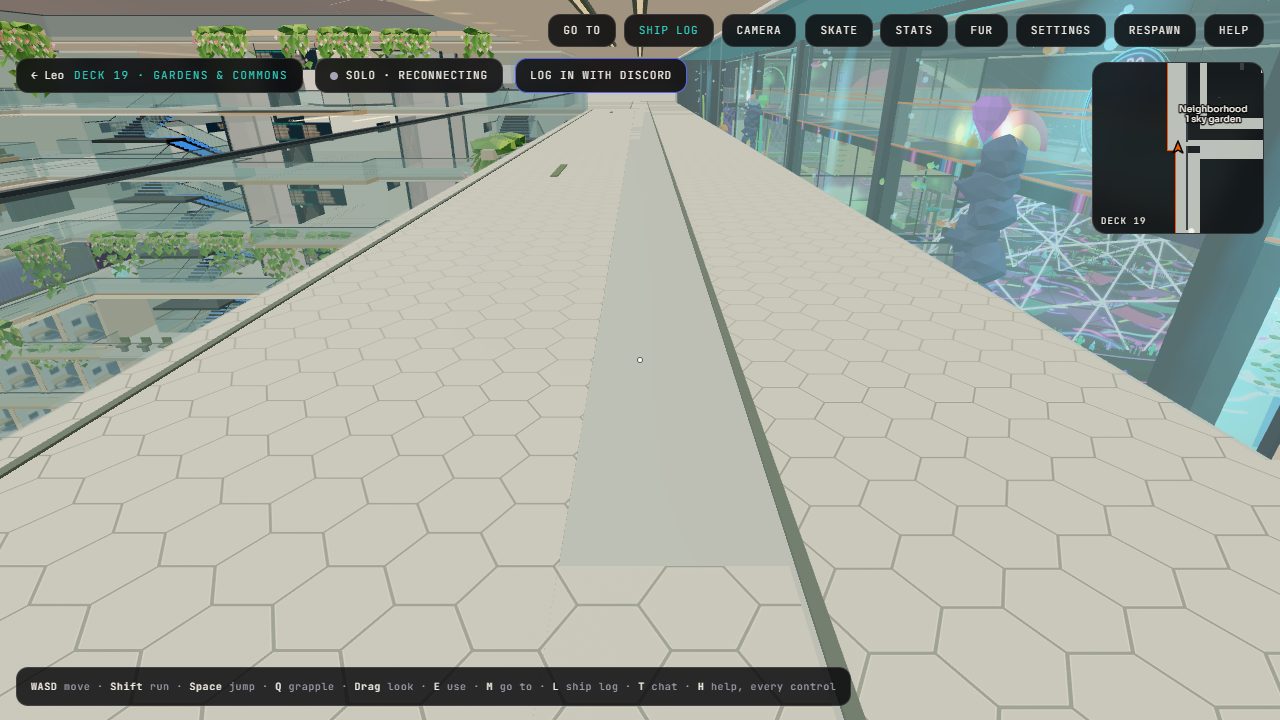 GO TO
SHIP LOG
CAMERA
SKATE
STATS
FUR
SETTINGS
RESPAWN
HELP
← Leo DECK 19 · GARDENS & COMMONS
SOLO · RECONNECTING
LOG IN WITH DISCORD
Neighborhood
1 sky garden
DECK 19
WASD move · Shift run · Space jump · Q grapple · Drag look · E use · M go to · L ship log · T chat · H help, every control